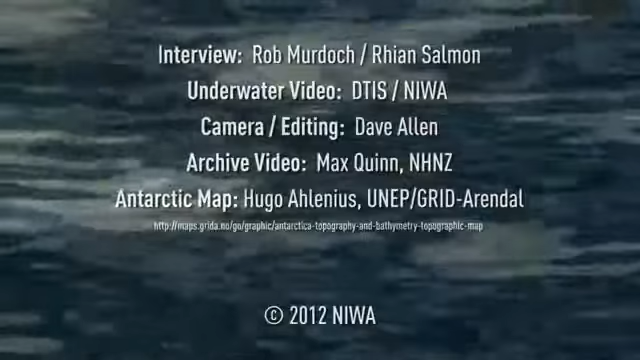 Interview: Rob Murdoch / Rhian Salmon
Underwater Video: DTIS / NIWA
Camera / Editing: Dave Allen
Archive Video: Max Quinn, NHNZ
Antarctic Map: Hugo Ahlenius, UNEP/GRID-Arendal
http://maps.grida.no/go/graphic/antarctica-topography-and-bathymetry-topographic-map
© 2012 NIWA